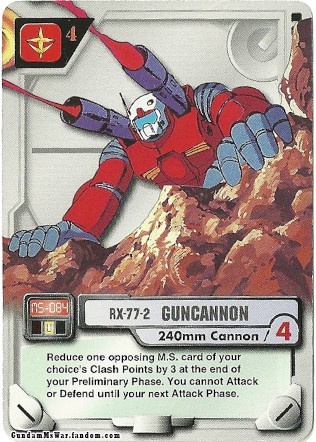 4
MS-084
4
RX-77-2 GUNCANNON
240mm Cannon / 4
Reduce one opposing M.S. card of your
choice's Clash Points by 3 at the end of
your Preliminary Phase. You cannot Attack
or Defend until your next Attack Phase.
GundamMsWar.fandom.com